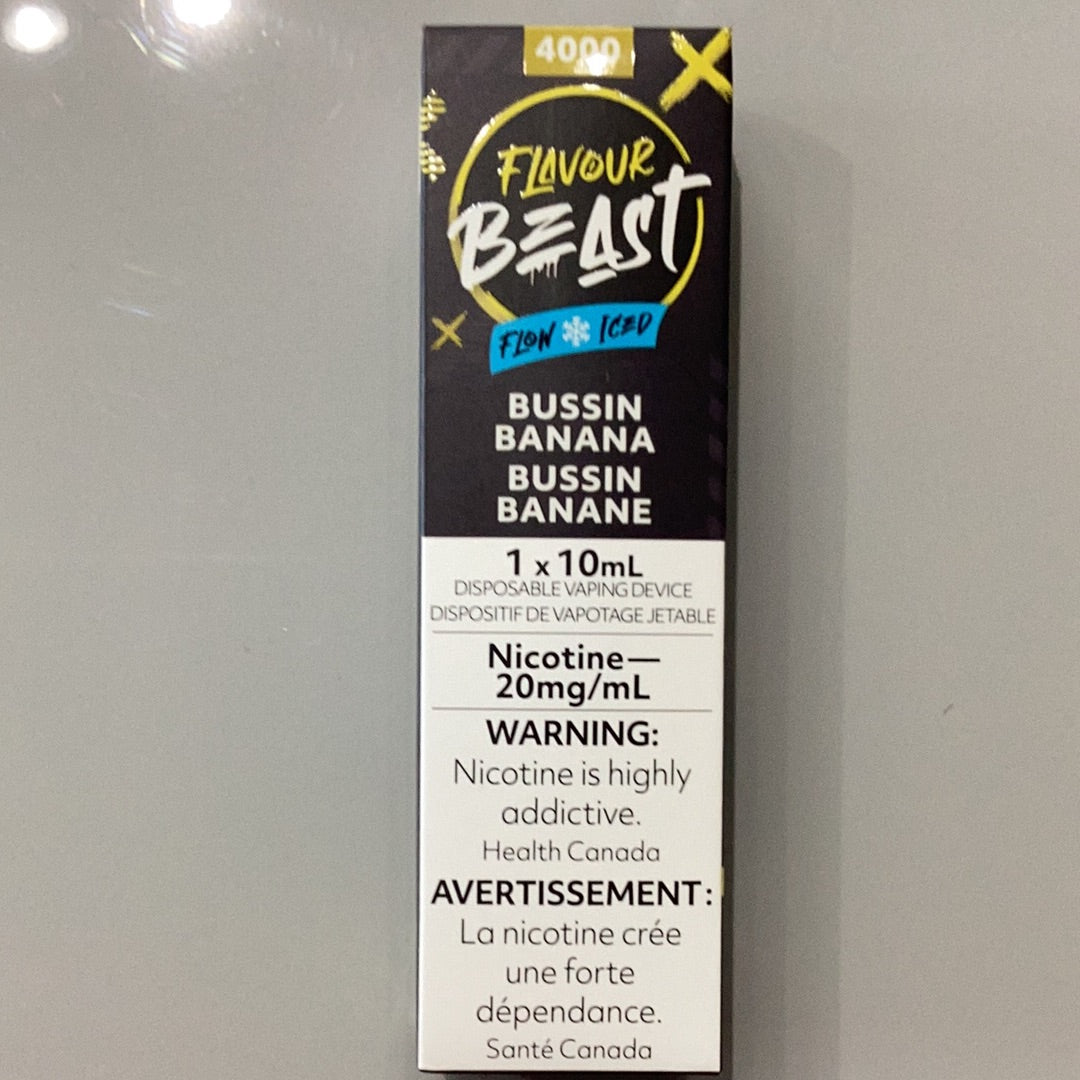 4000
FLAVOUR
BEAST
FLOW ICED
BUSSIN
BANANA
BUSSIN
BANANE
1 x 10mL
DISPOSABLE VAPING DEVICE
DISPOSITIF DE VAPOTAGE JETABLE
Nicotine—
20mg/mL
WARNING:
Nicotine is highly
addictive.
Health Canada
AVERTISSEMENT:
La nicotine crée
une forte
dépendance.
Santé Canada